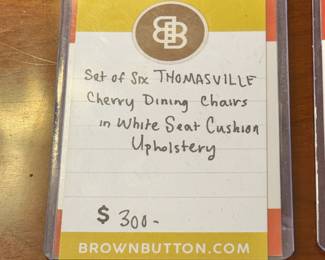 BB
Set of Six THOMASVILLE
Cherry Dining Chairs
in White Seat Cushion
Upholstery
$ 300-
BROWNBUTTON.COM